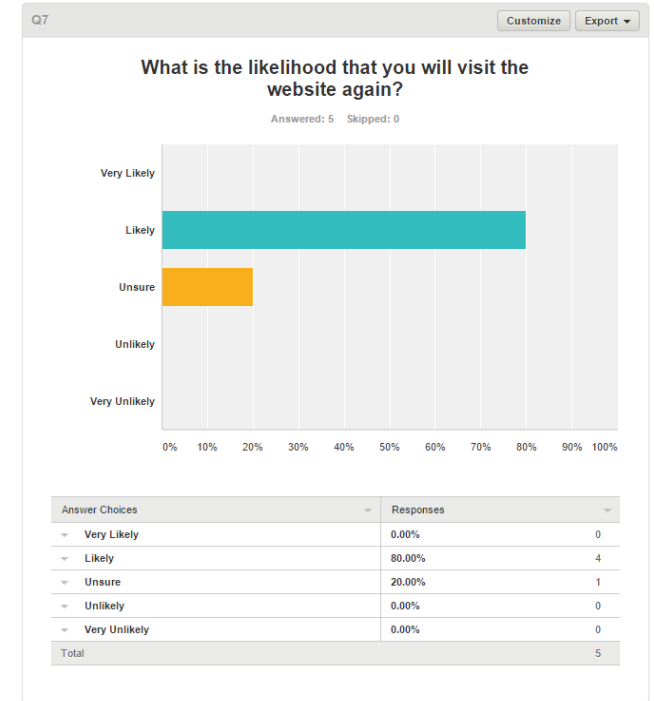 Q7
Customize
Export
What is the likelihood that you will visit the
website again?
Answered: 5 Skipped: 0
Very Likely
Likely
Unsure
Unlikely
Very Unlikely
0% 10% 20% 30% 40% 50% 60% 70% 80% 90% 100%
Answer Choices Responses
Very Likely 0.00% 0
Likely 80.00% 4
Unsure 20.00% 1
Unlikely 0.00% 0
Very Unlikely 0.00% 0
Total 5